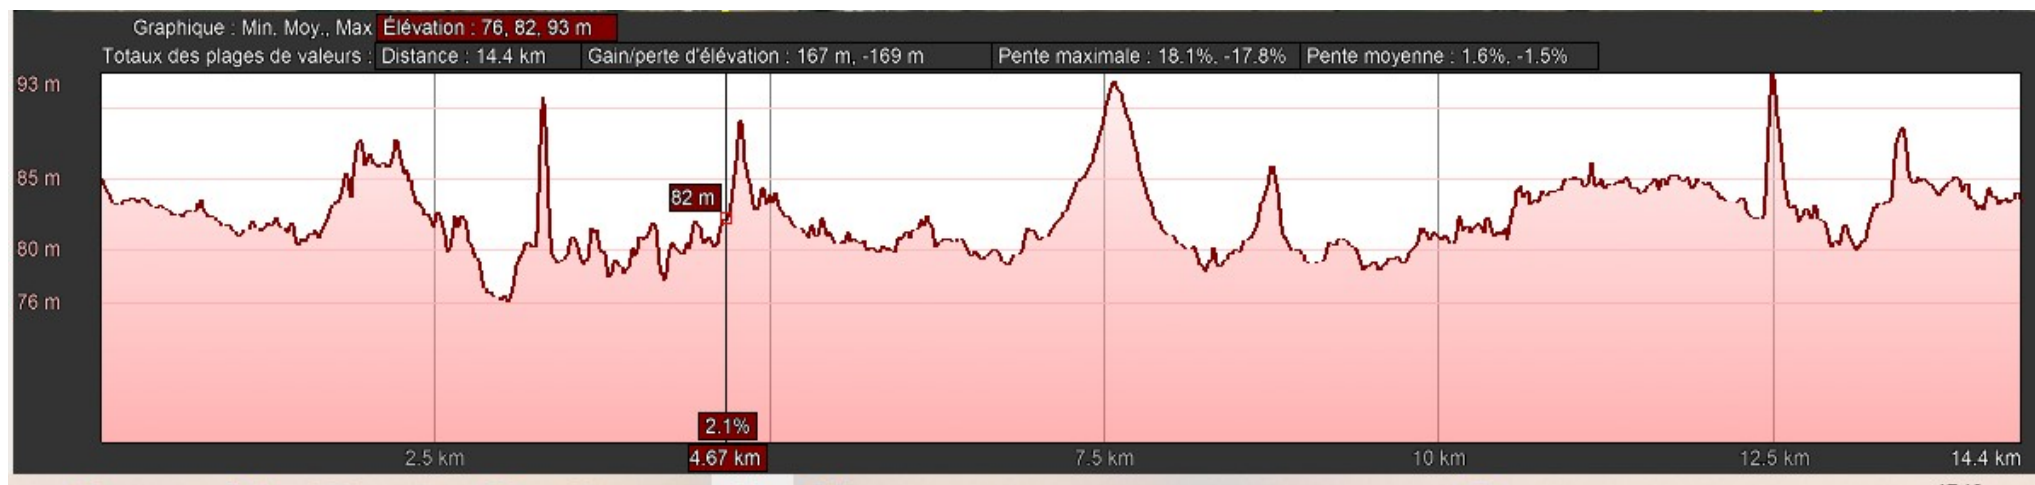 Graphique : Min, Moy., Max Élévation : 76, 82, 93 m
Totaux des plages de valeurs : Distance : 14.4 km Gain/perte d'élévation : 167 m, -169 m Pente maximale : 18.1%, -17.8% Pente moyenne : 1.6%, -1.5%
93 m
85 m
82 m
80 m
76 m
2.1%
2.5 km 4.67 km 7.5 km 10 km 12.5 km 14.4 km